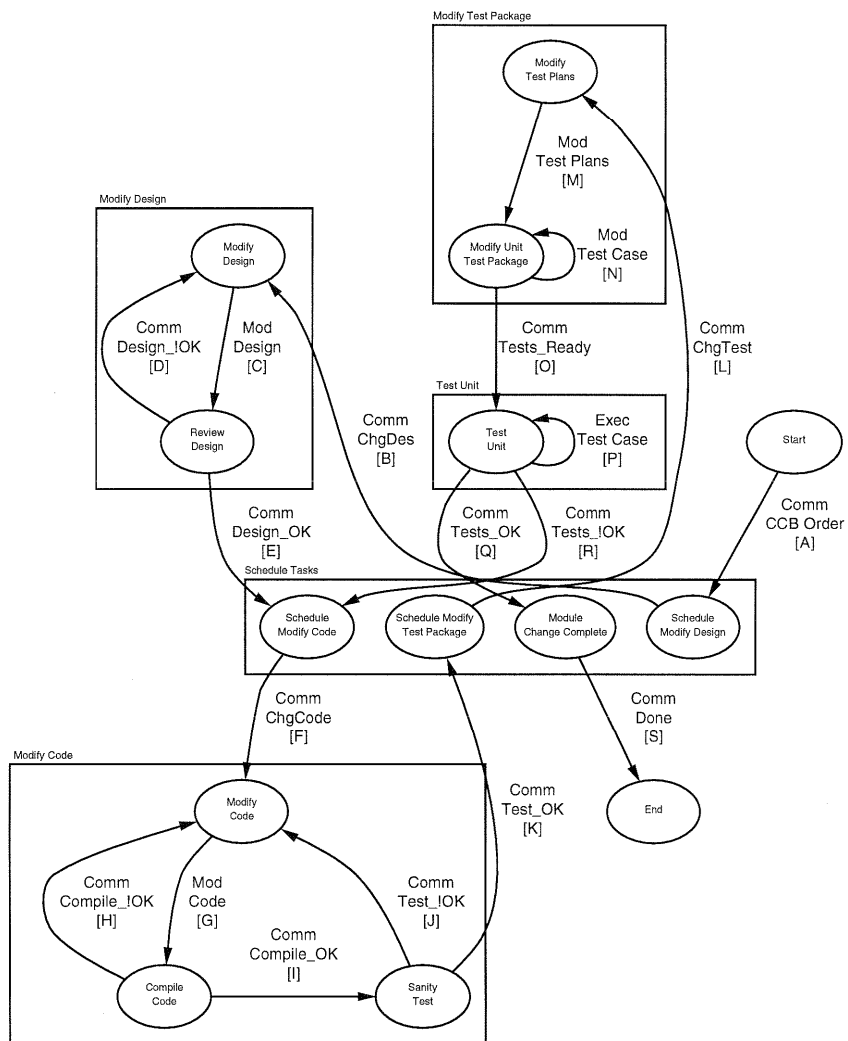 Modify Test Package
Modify
Test Plans
Mod
Test Plans
[M]
Modify Unit
Test Package
Mod
Test Case
[N]
Modify Design
Modify
Design
Comm
Design_!OK
[D]
Mod
Design
[C]
Review
Design
Comm
Tests_Ready
[O]
Comm
ChgTest
[L]
Test Unit
Test
Unit
Exec
Test Case
[P]
Comm
ChgDes
[B]
Start
Comm
CCB Order
[A]
Comm
Design_OK
[E]
Comm
Tests_OK
[Q]
Comm
Tests_!OK
[R]
Schedule Tasks
Schedule
Modify Code
Schedule Modify
Test Package
Module
Change Complete
Schedule
Modify Design
Comm
ChgCode
[F]
Comm
Done
[S]
Modify Code
Modify
Code
Comm
Test_OK
[K]
End
Comm
Compile_!OK
[H]
Mod
Code
[G]
Comm
Compile_OK
[I]
Comm
Test_!OK
[J]
Compile
Code
Sanity
Test